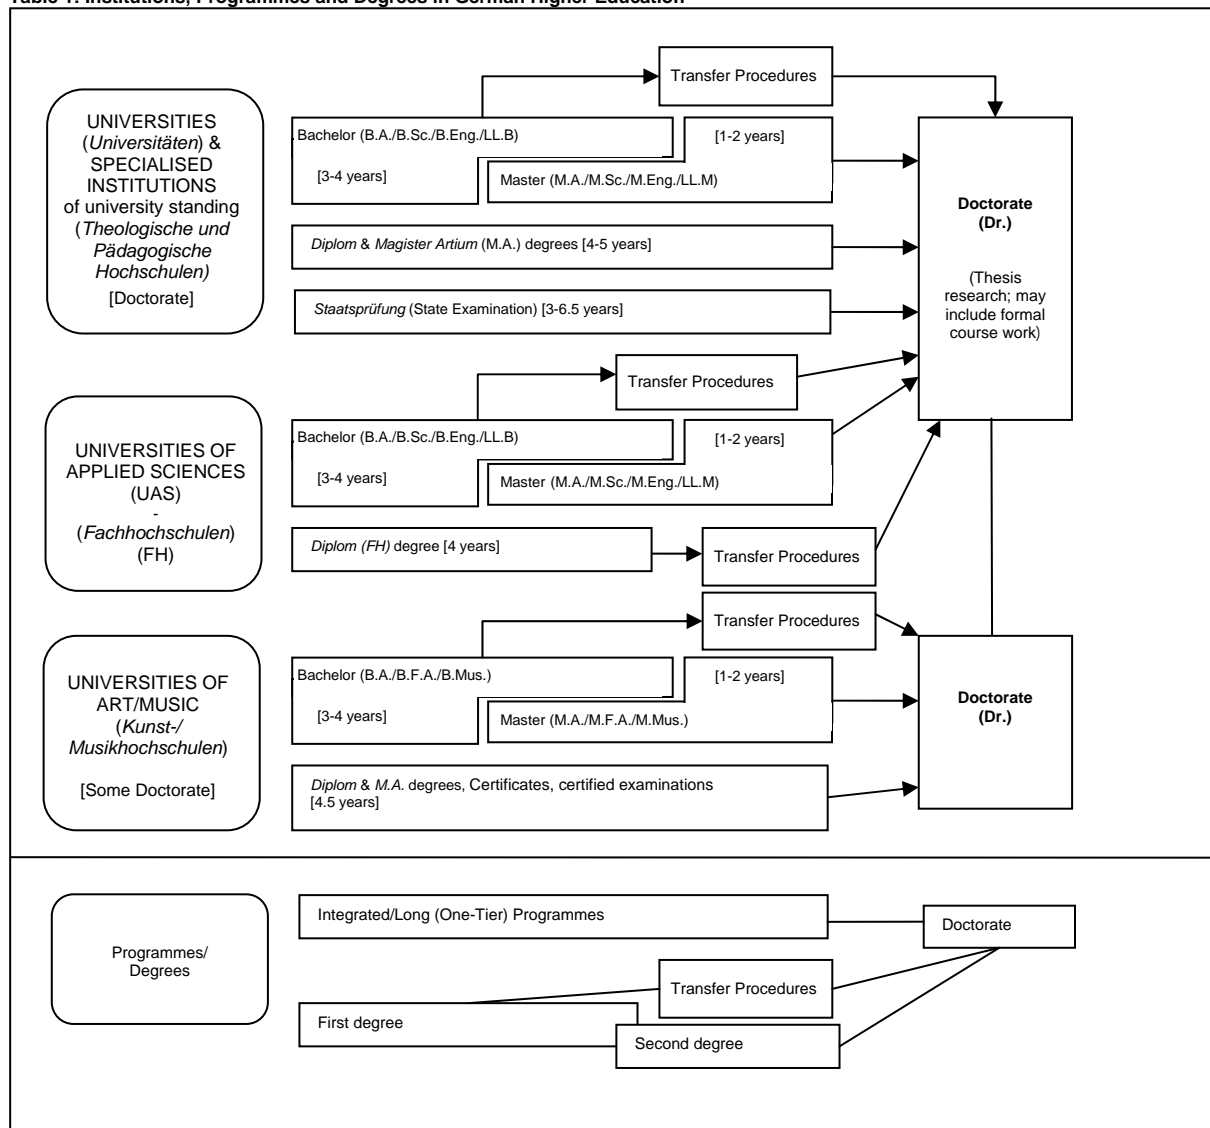 Table 1: Institutions, Programmes and Degrees in German Higher Education
Transfer Procedures
UNIVERSITIES
(Universitäten) &
SPECIALISED
INSTITUTIONS
of university standing
(Theologische und
Pädagogische
Hochschulen)
[Doctorate]
Bachelor (B.A./B.Sc./B.Eng./LL.B)
[3-4 years]
[1-2 years]
Master (M.A./M.Sc./M.Eng./LL.M)
Diplom & Magister Artium (M.A.) degrees [4-5 years]
Staatsprüfung (State Examination) [3-6.5 years]
Doctorate
(Dr.)
(Thesis
research; may
include formal
course work)
Transfer Procedures
UNIVERSITIES OF
APPLIED SCIENCES
(UAS)
-
(Fachhochschulen)
(FH)
Bachelor (B.A./B.Sc./B.Eng./LL.B)
[3-4 years]
[1-2 years]
Master (M.A./M.Sc./M.Eng./LL.M)
Diplom (FH) degree [4 years]
Transfer Procedures
Transfer Procedures
UNIVERSITIES OF
ART/MUSIC
(Kunst-/
Musikhochschulen)
[Some Doctorate]
Bachelor (B.A./B.F.A./B.Mus.)
[3-4 years]
[1-2 years]
Master (M.A./M.F.A./M.Mus.)
Diplom & M.A. degrees, Certificates, certified examinations
[4.5 years]
Doctorate
(Dr.)
Programmes/
Degrees
Integrated/Long (One-Tier) Programmes
Doctorate
Transfer Procedures
First degree
Second degree